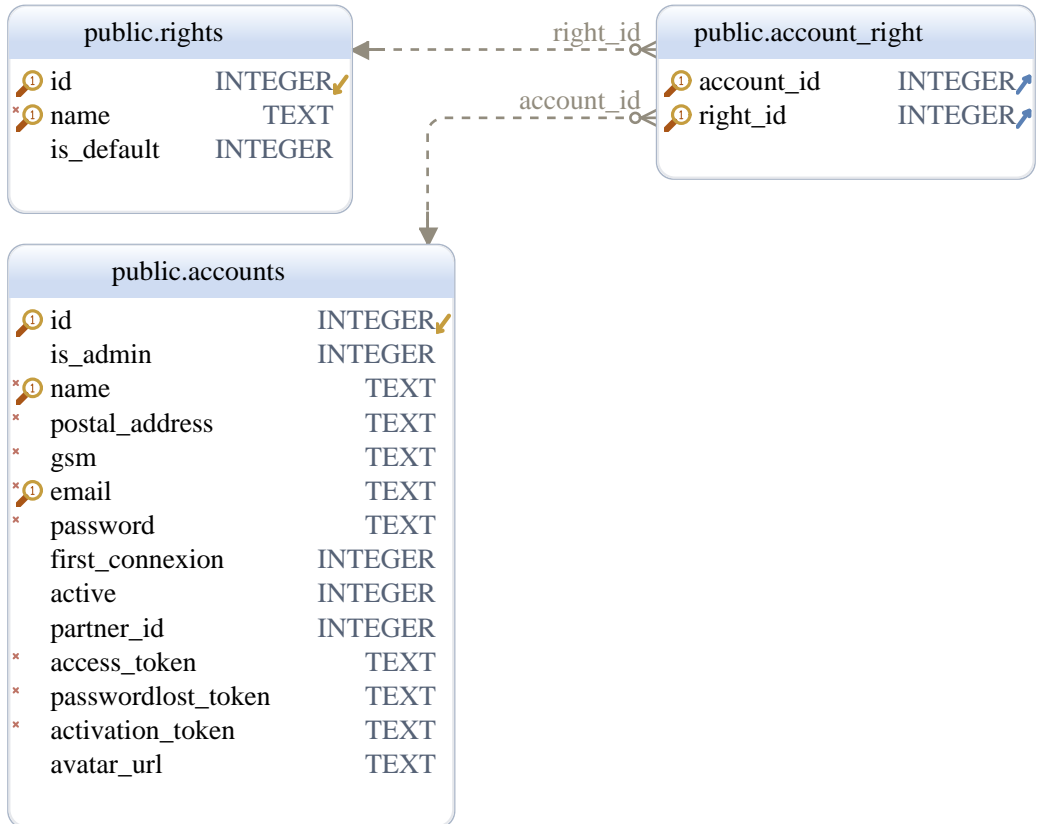 public.rights
id INTEGER
name TEXT
is_default INTEGER
right_id
account_id
public.account_right
account_id INTEGER
right_id INTEGER
public.accounts
id INTEGER
is_admin INTEGER
name TEXT
postal_address TEXT
gsm TEXT
email TEXT
password TEXT
first_connexion INTEGER
active INTEGER
partner_id INTEGER
access_token TEXT
passwordlost_token TEXT
activation_token TEXT
avatar_url TEXT